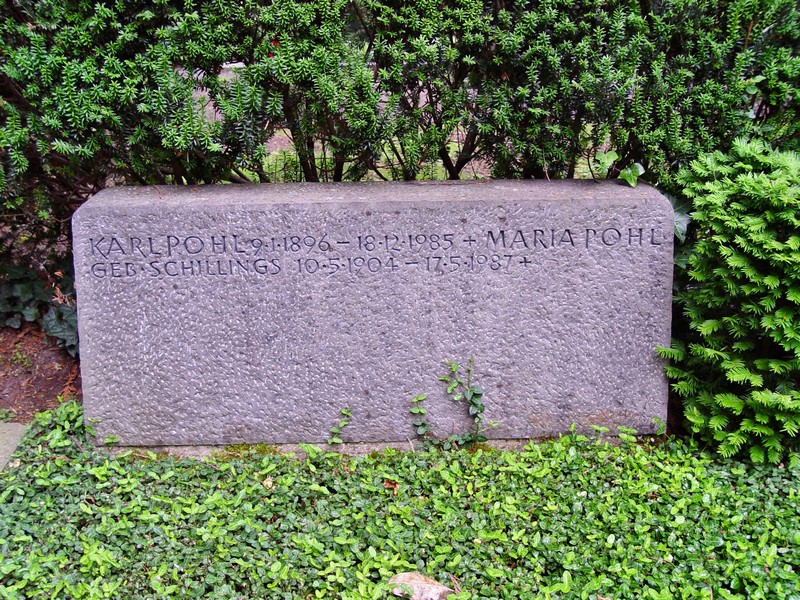 KARL POHL 9·1·1896 – 18·12·1985 + MARIA POHL
GEB·SCHILLINGS 10·5·1904 – 17·5·1987 +